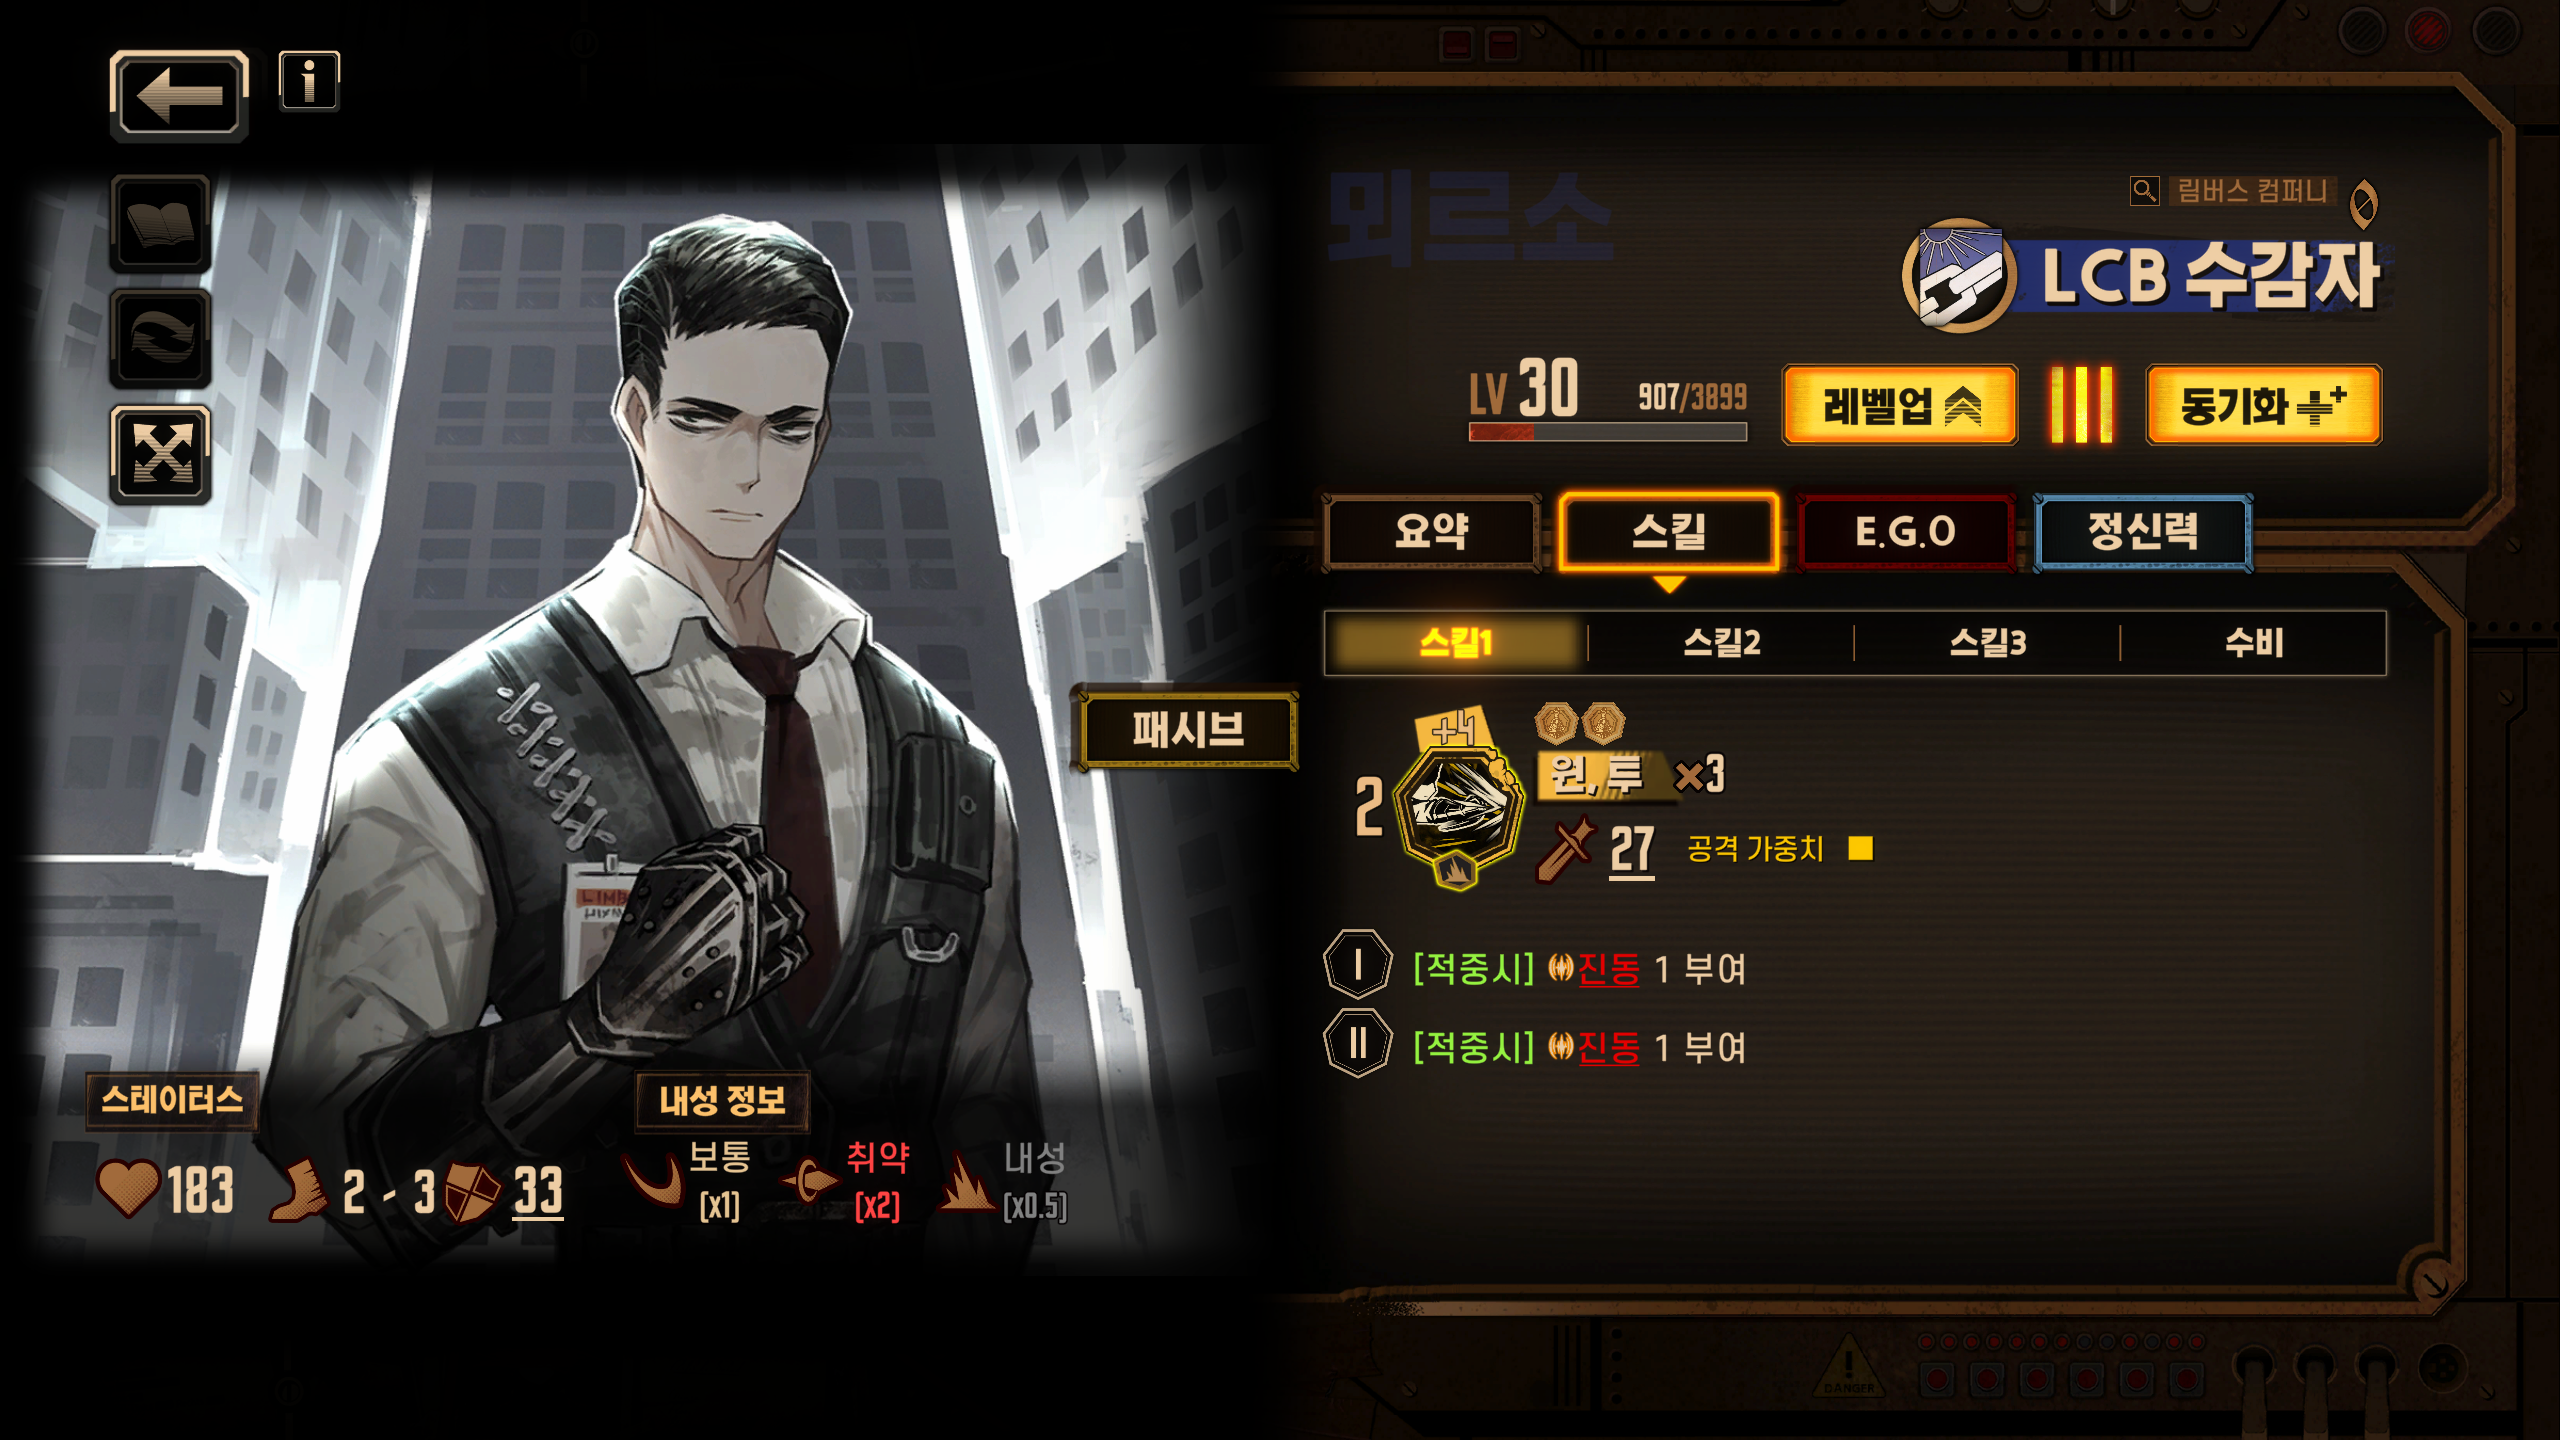 i
뫼르소
림버스 컴퍼니
LCB 수감자
LV 30 907/3899
레벨업
동기화
요약
스킬
E.G.O
정신력
스킬1
스킬2
스킬3
수비
패시브
+4
2
원, 투 ×3
27 공격 가중치
I [적중시] 진동 1 부여
II [적중시] 진동 1 부여
스테이터스
183
2 - 3
33
내성 정보
보통
[x1]
취약
[x2]
내성
[x0.5]
DANGER